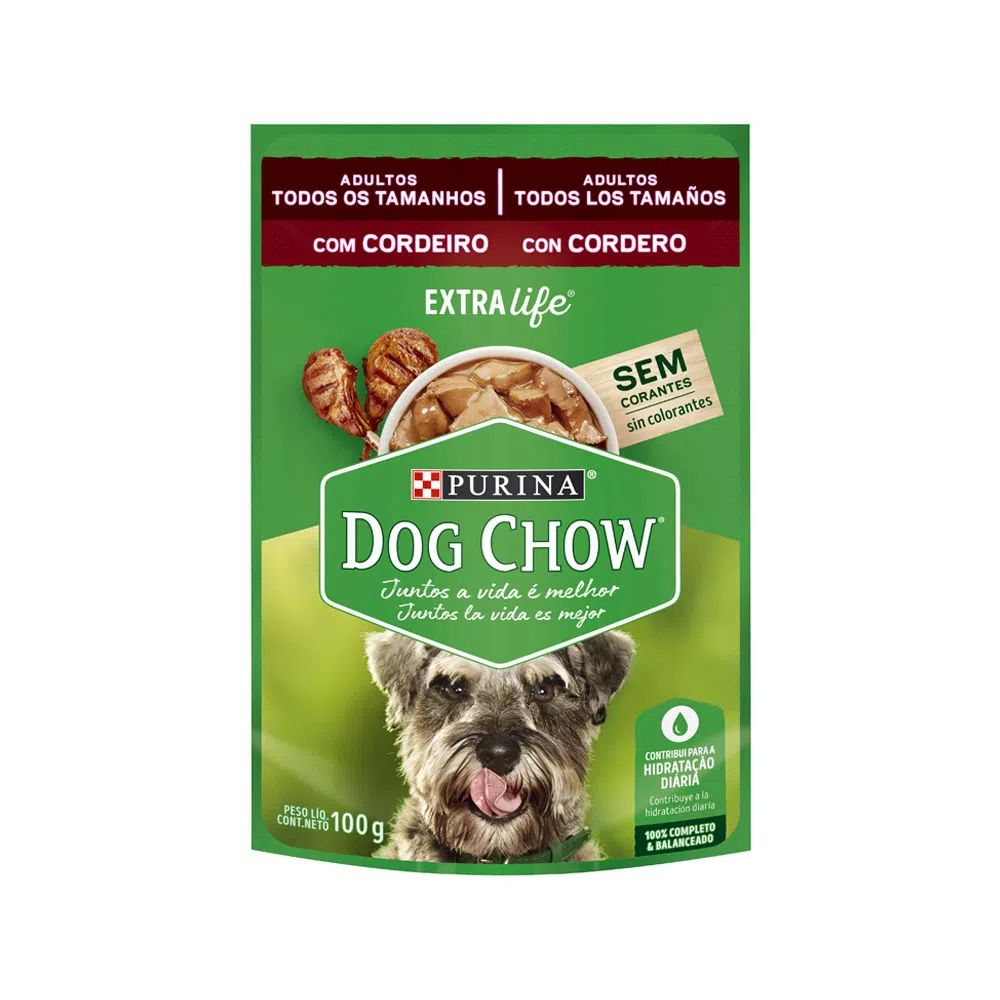 ADULTOS
TODOS OS TAMANHOS
ADULTOS
TODOS LOS TAMAÑOS
COM CORDEIRO
CON CORDERO
EXTRA life®
SEM
CORANTES
sin colorantes
PURINA®
DOG CHOW®
Juntos a vida é melhor
Juntos la vida es mejor
CONTRIBUI PARA A
HIDRATAÇÃO
DIÁRIA
Contribuye a la
hidratación diaria
100% COMPLETO
& BALANCEADO
PESO LÍQ.
CONT.NETO 100g